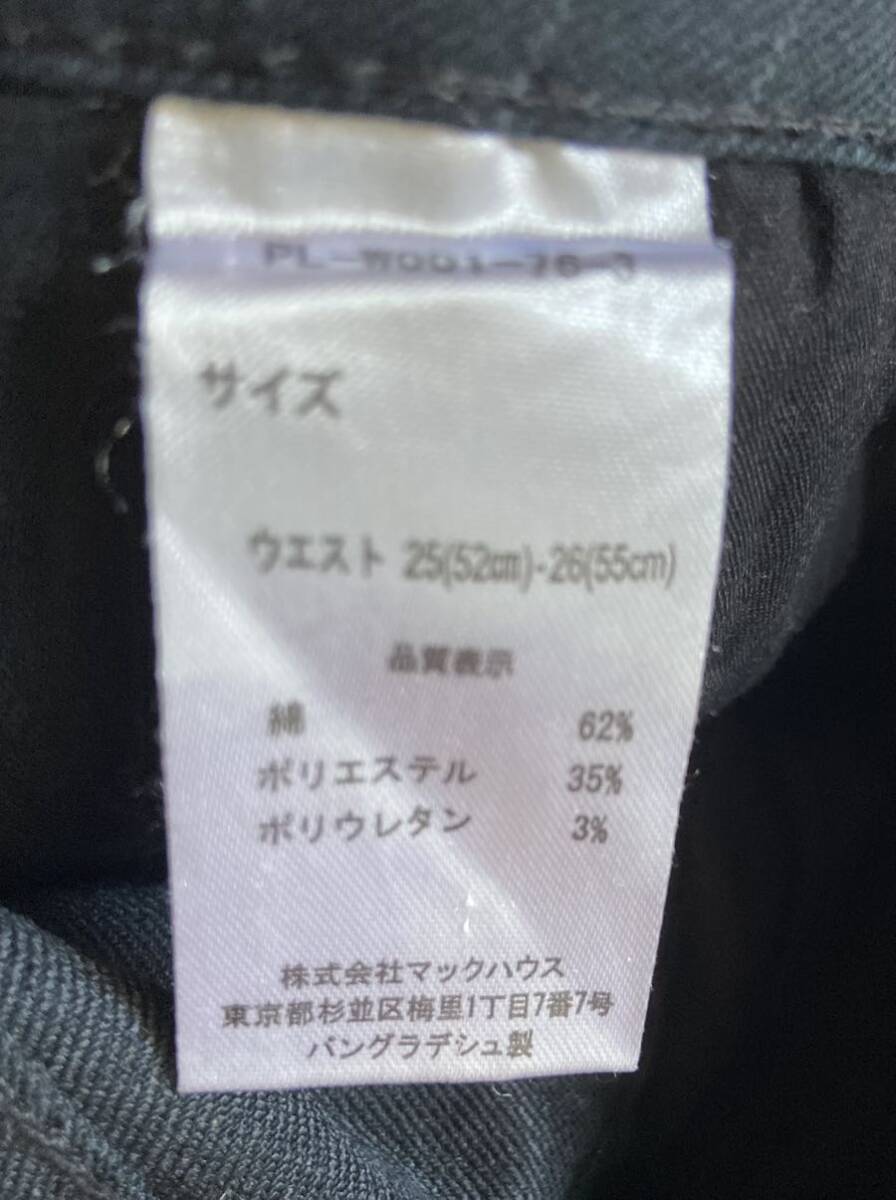 サイズ
ウエスト 25(52㎝)-26(55cm)
品質表示
綿 62%
ポリエステル 35%
ポリウレタン 3%
株式会社マックハウス
東京都杉並区梅里1丁目7番7号
バングラデシュ製